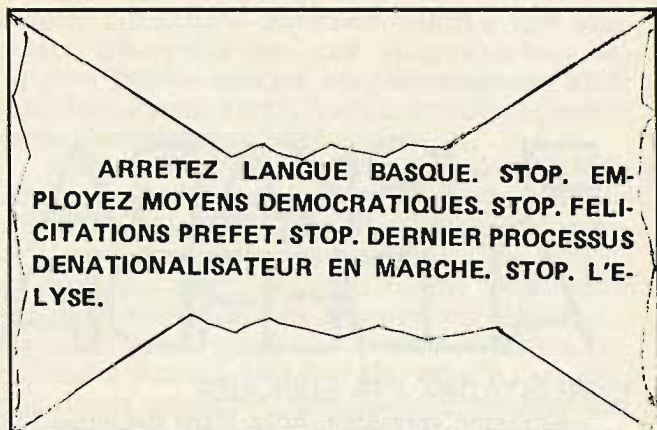 ARRETEZ LANGUE BASQUE. STOP. EM-
PLOYEZ MOYENS DEMOCRATIQUES. STOP. FELI-
CITATIONS PREFET. STOP. DERNIER PROCESSUS
DENATIONALISATEUR EN MARCHE. STOP. L'E-
LYSE.